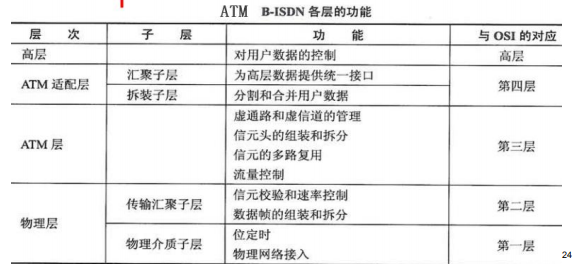 ATM B-ISDN 各层的功能
层 次 子 层 功 能 与 OSI 的对应
高层 对用户数据的控制 高层
ATM 适配层 汇聚子层 为高层数据提供统一接口 第四层
拆装子层 分割和合并用户数据
ATM 层 虚通路和虚信道的管理 第三层
信元头的组装和拆分
信元的多路复用
流量控制
物理层 传输汇聚子层 信元校验和速率控制 第二层
数据帧的组装和拆分
物理介质子层 位定时 第一层
物理网络接入
24